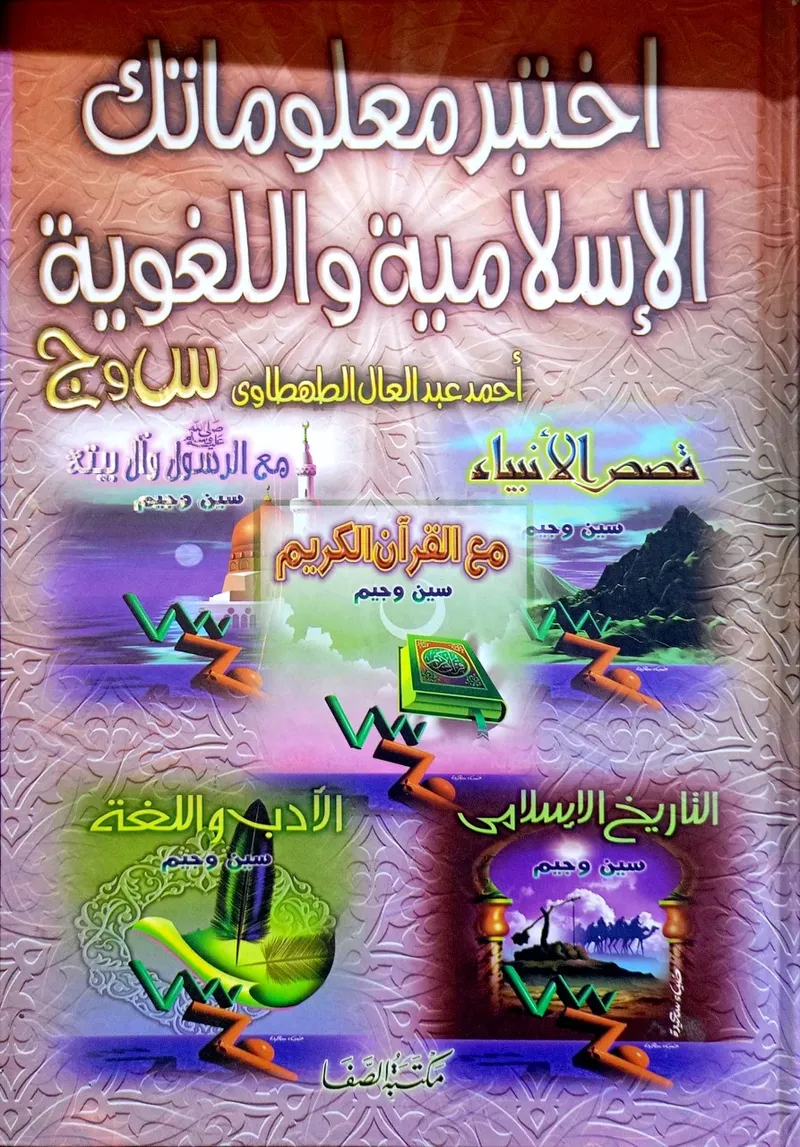 اختبر معلوماتك
الإسلامية واللغوية
س و ج
أحمد عبد العال الطهطاوى
قصص الأنبياء
سين وجيم
مع الرسول وآل بيته
صلى الله عليه وسلم
سين وجيم
مع القرآن الكريم
سين وجيم
التاريخ الإسلامى
سين وجيم
الأدب واللغة
سين وجيم
مكتبة الصَّفَا